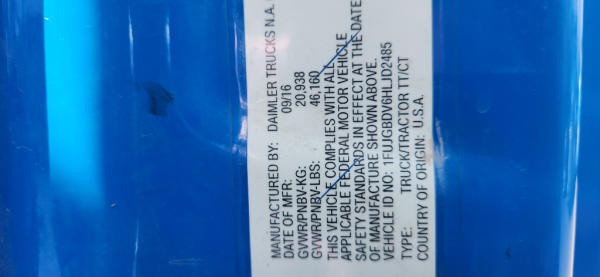 MANUFACTURED BY: DAIMLER TRUCKS N.A.
DATE OF MFR: 09/16
GVWR/PNBV-KG: 20,938
GVWR/PNBV-LBS: 46,160
THIS VEHICLE COMPLIES WITH ALL
APPLICABLE FEDERAL MOTOR VEHICLE
SAFETY STANDARDS IN EFFECT AT THE DATE
OF MANUFACTURE SHOWN ABOVE.
VEHICLE ID NO: 1FUJGBDV6HLJD2485
TYPE: TRUCK/TRACTOR TT/CT
COUNTRY OF ORIGIN: U.S.A.